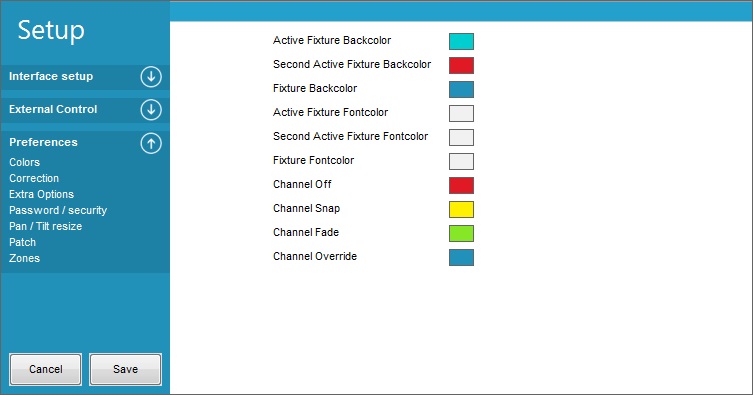 Setup
Interface setup
External Control
Preferences
Colors
Correction
Extra Options
Password / security
Pan / Tilt resize
Patch
Zones
Cancel
Save
Active Fixture Backcolor
Second Active Fixture Backcolor
Fixture Backcolor
Active Fixture Fontcolor
Second Active Fixture Fontcolor
Fixture Fontcolor
Channel Off
Channel Snap
Channel Fade
Channel Override